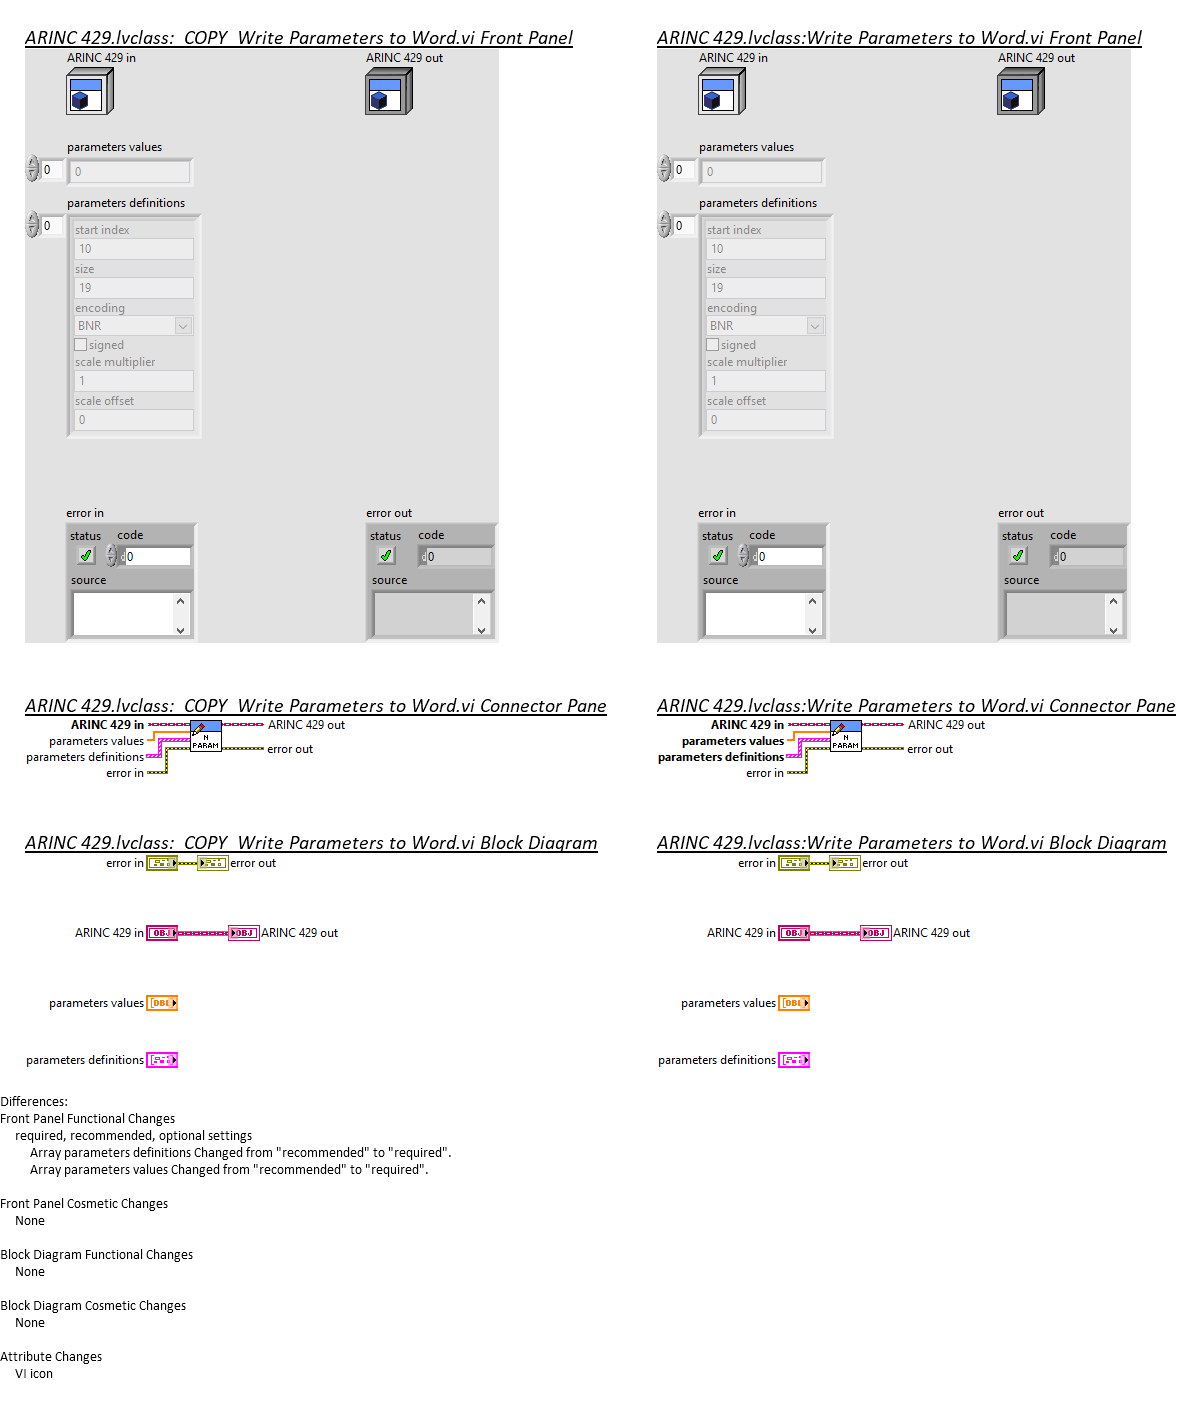 ARINC 429.lvclass:  COPY  Write Parameters to Word.vi Front Panel
ARINC 429 in
ARINC 429 out
parameters values
0
0
parameters definitions
0
start index
10
size
19
encoding
BNR
signed
scale multiplier
1
scale offset
0
error in
error out
status code
status code
d0
d0
source
source
ARINC 429.lvclass:Write Parameters to Word.vi Front Panel
ARINC 429 in
ARINC 429 out
parameters values
0
0
parameters definitions
0
start index
10
size
19
encoding
BNR
signed
scale multiplier
1
scale offset
0
error in
error out
status code
status code
d0
d0
source
source
ARINC 429.lvclass:  COPY  Write Parameters to Word.vi Connector Pane
ARINC 429 in
ARINC 429 out
parameters values
N
PARAM
error out
parameters definitions
error in
ARINC 429.lvclass:Write Parameters to Word.vi Connector Pane
ARINC 429 in
ARINC 429 out
parameters values
N
PARAM
error out
parameters definitions
error in
ARINC 429.lvclass:  COPY  Write Parameters to Word.vi Block Diagram
error in
error out
ARINC 429 in
OBJ
OBJ
ARINC 429 out
parameters values
[DBL
parameters definitions
ARINC 429.lvclass:Write Parameters to Word.vi Block Diagram
error in
error out
ARINC 429 in
OBJ
OBJ
ARINC 429 out
parameters values
[DBL
parameters definitions
Differences:
Front Panel Functional Changes
required, recommended, optional settings
Array parameters definitions Changed from "recommended" to "required".
Array parameters values Changed from "recommended" to "required".
Front Panel Cosmetic Changes
None
Block Diagram Functional Changes
None
Block Diagram Cosmetic Changes
None
Attribute Changes
VI icon